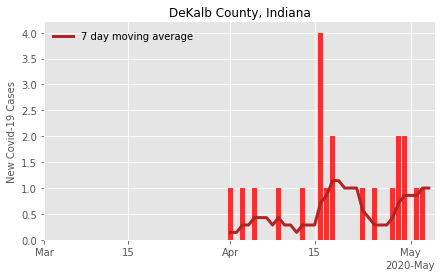 DeKalb County, Indiana
7 day moving average
New Covid-19 Cases
4.0
3.5
3.0
2.5
2.0
1.5
1.0
0.5
0.0
Mar
15
Apr
15
May
2020-May